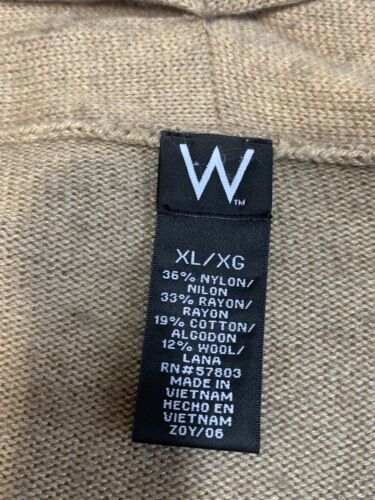 W™
XL/XG
36% NYLON/
NILON
33% RAYON/
RAYON
19% COTTON/
ALGODON
12% WOOL/
LANA
RN#57803
MADE IN
VIETNAM
HECHO EN
VIETNAM
ZOY/06